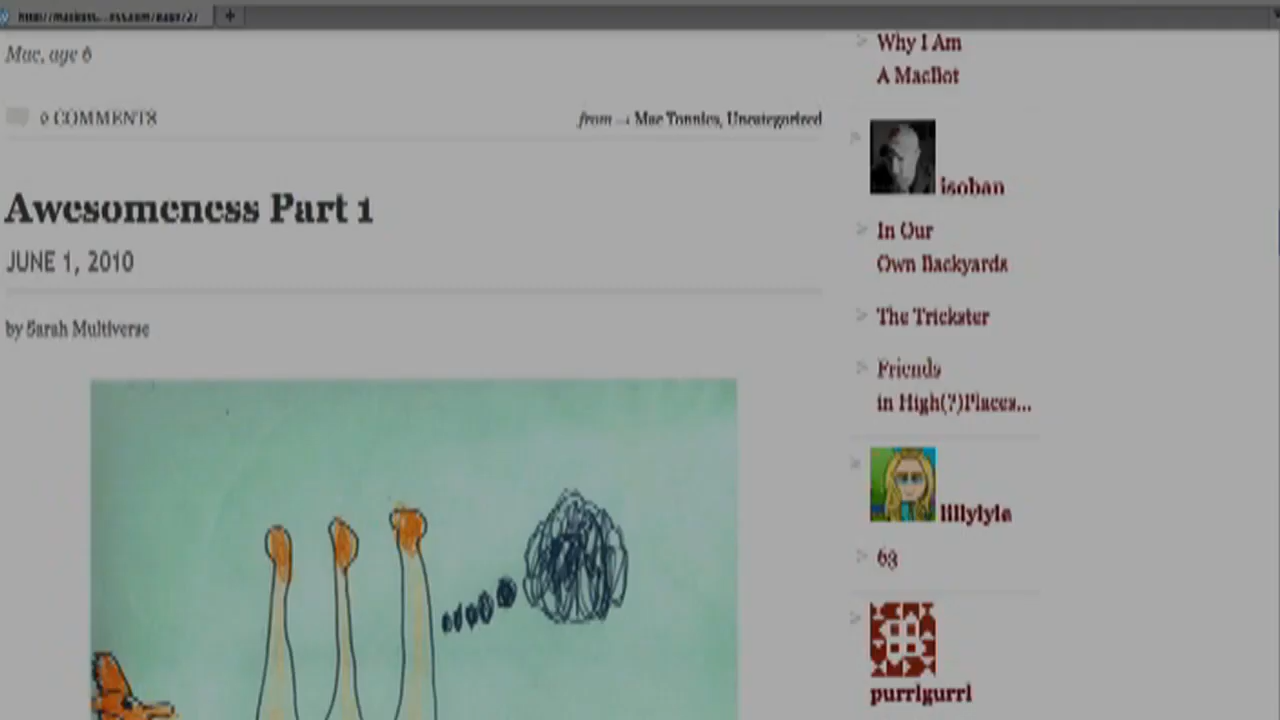 Mac, age 6
0 COMMENTS
from → Mac Tonnies, Uncategorized
Awesomeness Part 1
JUNE 1, 2010
by Sarah Multiverse
Why I Am
A MacBot
isoban
In Our
Own Backyards
The Trickster
Friends
in High(?)Places...
lillylyle
63
purrlgurrl